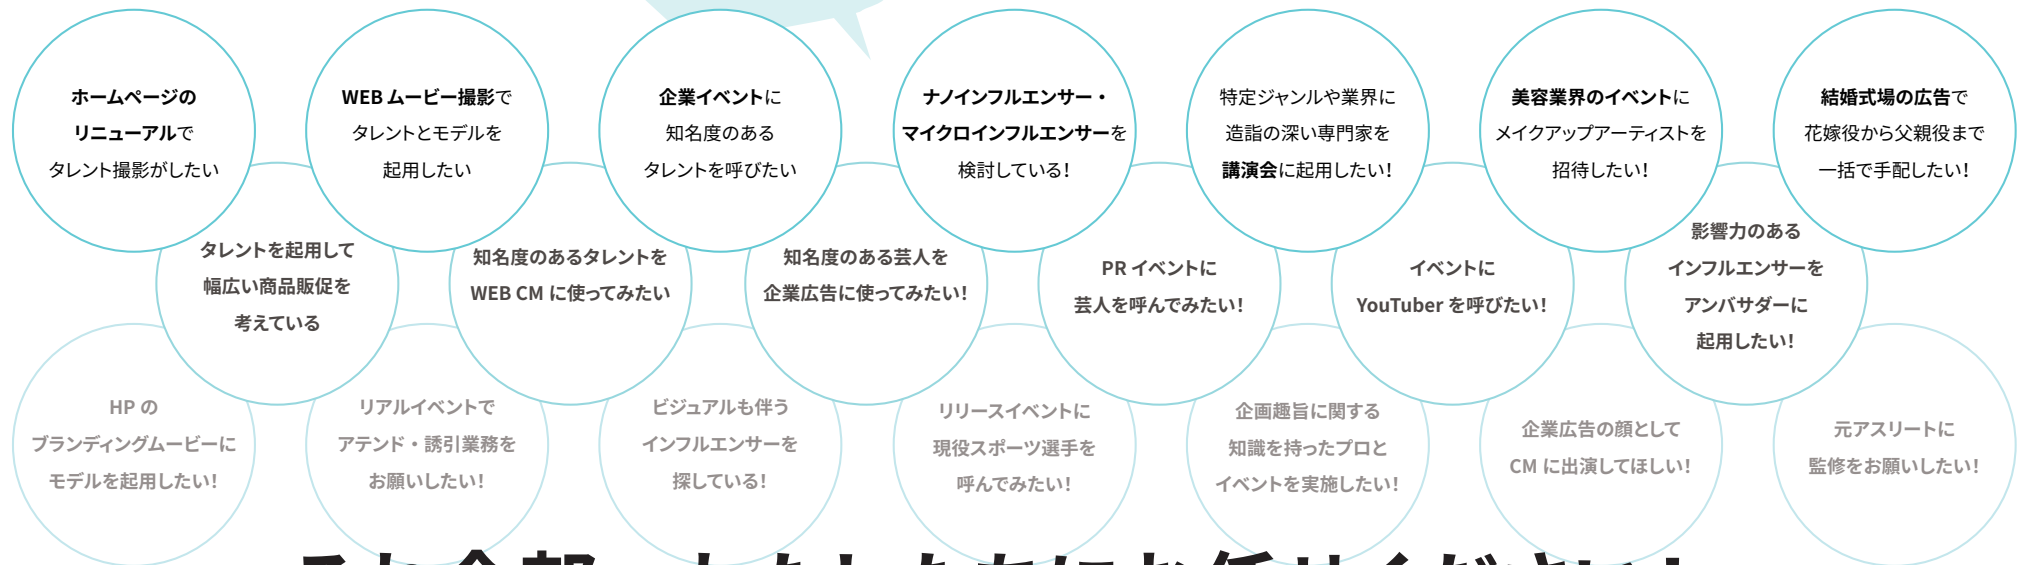 ホームページの
リニューアルで
タレント撮影がしたい
WEB ムービー撮影で
タレントとモデルを
起用したい
企業イベントに
知名度のある
タレントを呼びたい
ナノインフルエンサー・
マイクロインフルエンサーを
検討している！
特定ジャンルや業界に
造詣の深い専門家を
講演会に起用したい！
美容業界のイベントに
メイクアップアーティストを
招待したい！
結婚式場の広告で
花嫁役から父親役まで
一括で手配したい！
タレントを起用して
幅広い商品販促を
考えている
知名度のあるタレントを
WEB CM に使ってみたい
知名度のある芸人を
企業広告に使ってみたい！
PR イベントに
芸人を呼んでみたい！
イベントに
YouTuber を呼びたい！
影響力のある
インフルエンサーを
アンバサダーに
起用したい！
HP の
ブランディングムービーに
モデルを起用したい！
リアルイベントで
アテンド・誘引業務を
お願いしたい！
ビジュアルも伴う
インフルエンサーを
探している！
リリースイベントに
現役スポーツ選手を
呼んでみたい！
企画趣旨に関する
知識を持ったプロと
イベントを実施したい！
企業広告の顔として
CM に出演してほしい！
元アスリートに
監修をお願いしたい！